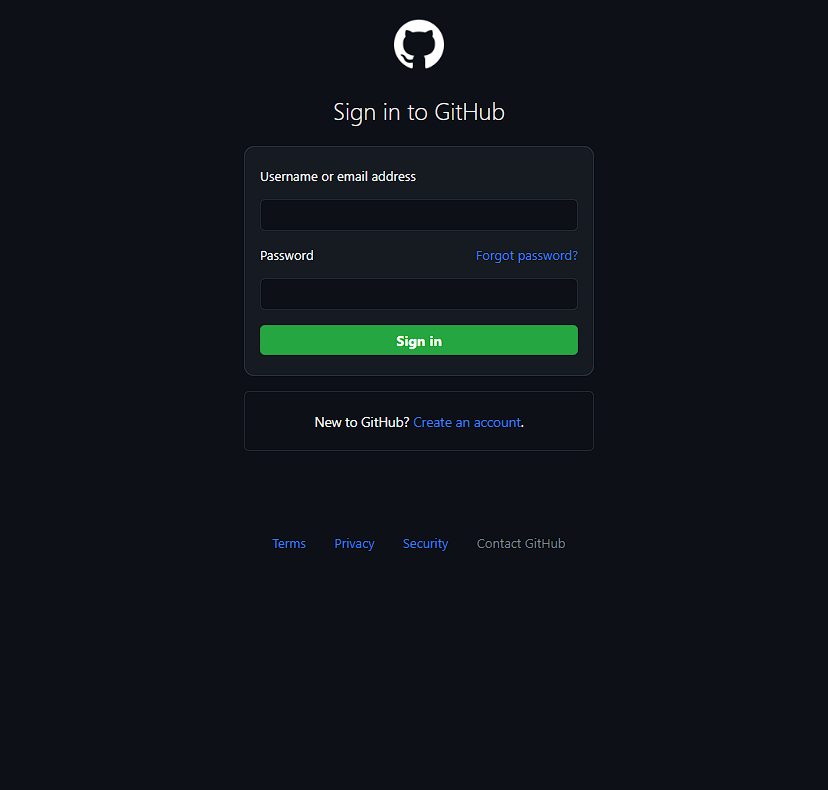 Sign in to GitHub
Username or email address
Password Forgot password?
Sign in
New to GitHub? Create an account.
Terms Privacy Security Contact GitHub